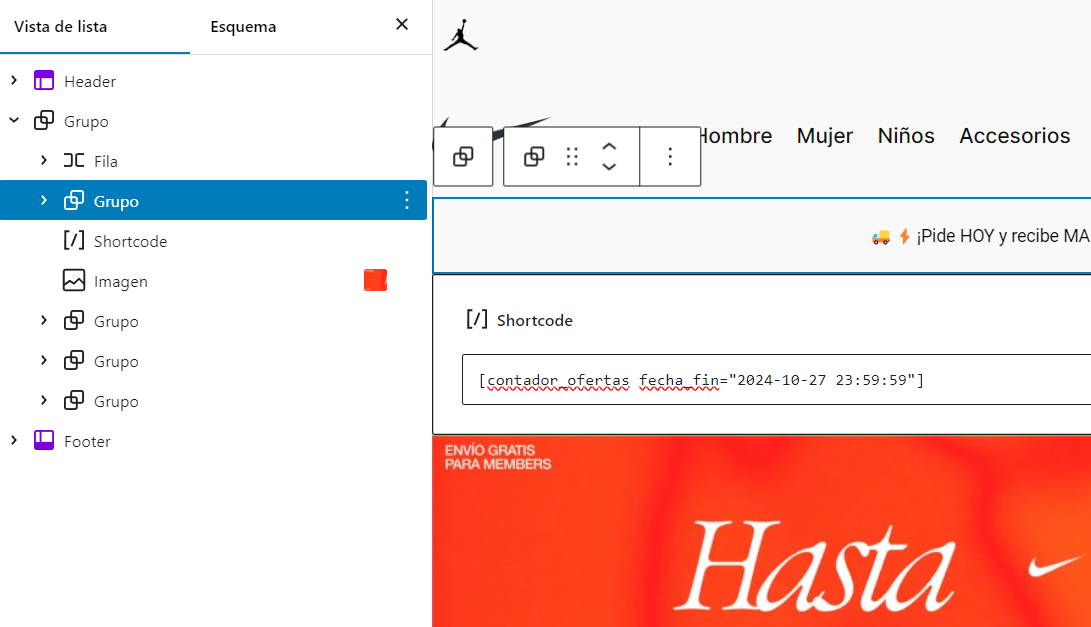 Vista de lista
Esquema
Header
Grupo
Fila
Grupo
Shortcode
Imagen
Grupo
Grupo
Grupo
Footer
Hombre Mujer Niños Accesorios
¡Pide HOY y recibe MA
[/] Shortcode
[contador_ofertas fecha_fin="2024-10-27 23:59:59"]
ENVÍO GRATIS
PARA MEMBERS
Hasta